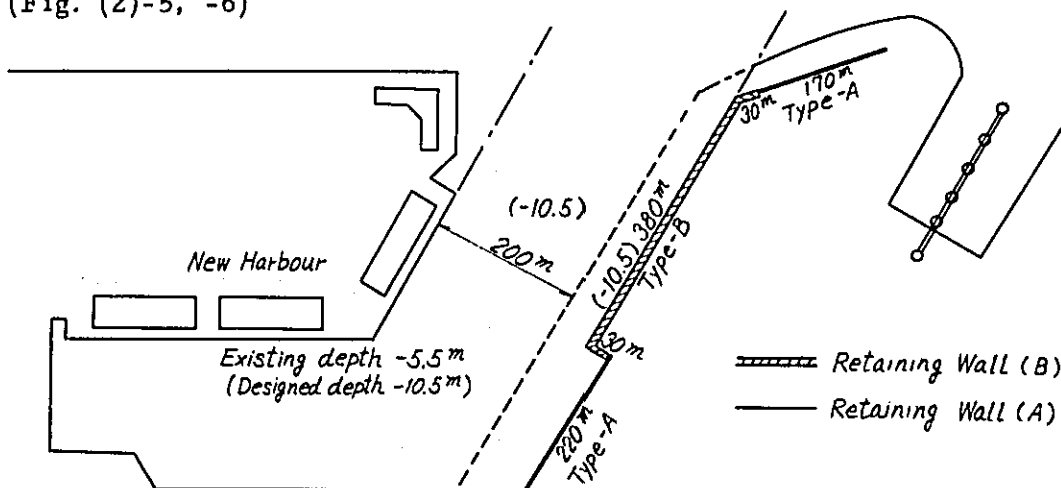 (Fig. (2)-5, -6)
170m
Type-A
30m
(-10.5)
200m
(-10.5) 380m
Type-B
New Harbour
Existing depth -5.5m
(Designed depth -10.5m)
30m
Retaining Wall (B)
Retaining Wall (A)
220m
Type-A